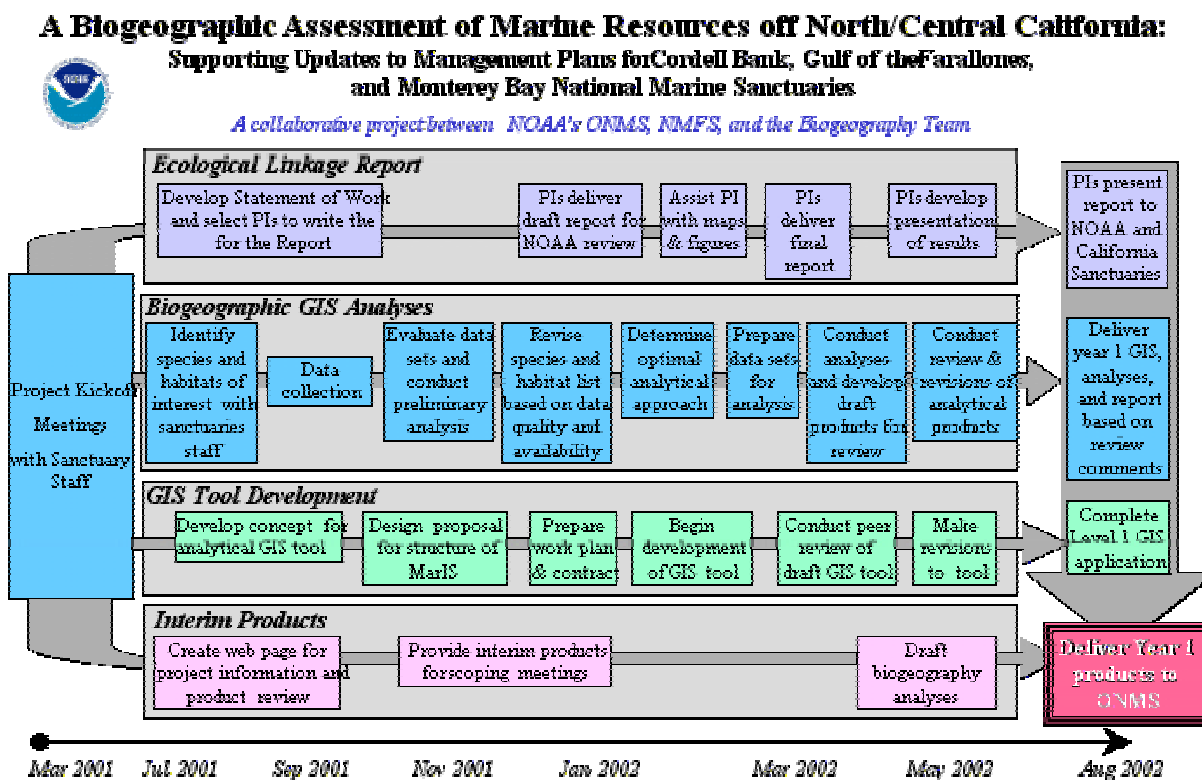 A Biogeographic Assessment of Marine Resources off North/Central California:
Supporting Updates to Management Plans forCordell Bank, Gulf of theFarallones,
and Monterey Bay National Marine Sanctuaries
A collaborative project between NOAA's ONMS, NMFS, and the Biogeography Team
Project Kickoff
Meetings
with Sanctuary
Staff
Ecological Linkage Report
Develop Statement of Work
and select PIs to write the
for the Report
PIs deliver
draft report for
NOAA review
Assist PI
with maps
& figures
PIs
deliver
final
report
PIs develop
presentation
of results
PIs present
report to
NOAA and
California
Sanctuaries
Biogeographic GIS Analyses
Identify
species and
habitats of
interest with
sanctuaries
staff
Data
collection
Evaluate data
sets and
conduct
preliminary
analysis
Revise
species and
habitat list
based on data
quality and
availability
Determine
optimal
analytical
approach
Prepare
data sets
for
analysis
Conduct
analyses
and develop
draft
products for
review
Conduct
review &
revisions of
analytical
products
Deliver
year 1 GIS,
analyses,
and report
based on
review
comments
GIS Tool Development
Develop concept for
analytical GIS tool
Design proposal
for structure of
MarIS
Prepare
work plan
& contract
Begin
development
of GIS tool
Conduct peer
review of
draft GIS tool
Make
revisions
to tool
Complete
Level 1 GIS
application
Interim Products
Create web page for
project information and
product review
Provide interim products
forscoping meetings
Draft
biogeography
analyses
Deliver Year 1
products to
ONMS
Mar 2001 Jul 2001 Sep 2001 Nov 2001 Jan 2002 Mar 2002 May 2002 Aug 2002